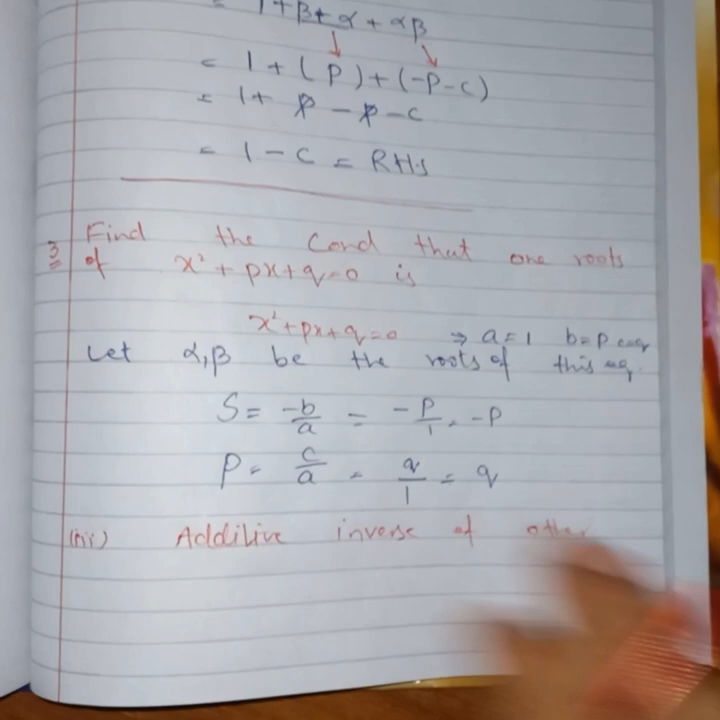 = 1+β+α + αβ
= 1 + (P) + (-P-c)
= 1+ p - p - c
= 1 - c = RHS
3 Find the Cond that one roots
of x²+px+q=0 is
x²+px+q=0 ⇒ a=1 b=p c=q
Let α,β be the roots of this eq.
S = -b/a = -P/1 = -P
P = c/a = q/1 = q
(iii) Additive inverse of other